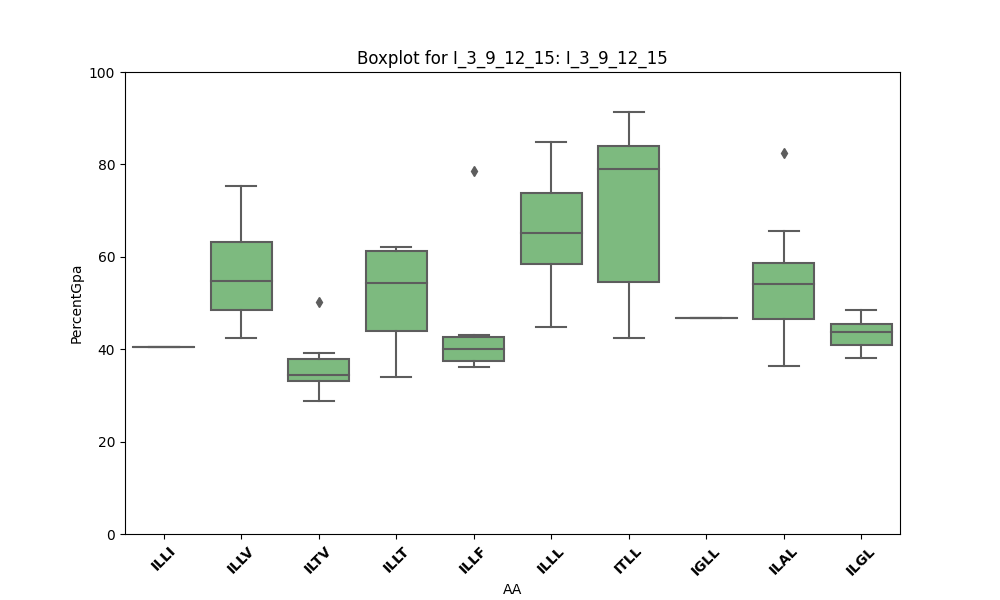 Boxplot for I_3_9_12_15: I_3_9_12_15
PercentGpa
100
80
60
40
20
0
ILLI ILLV ILTV ILLT ILLF ILLL ITLL IGLL ILAL ILGL
AA